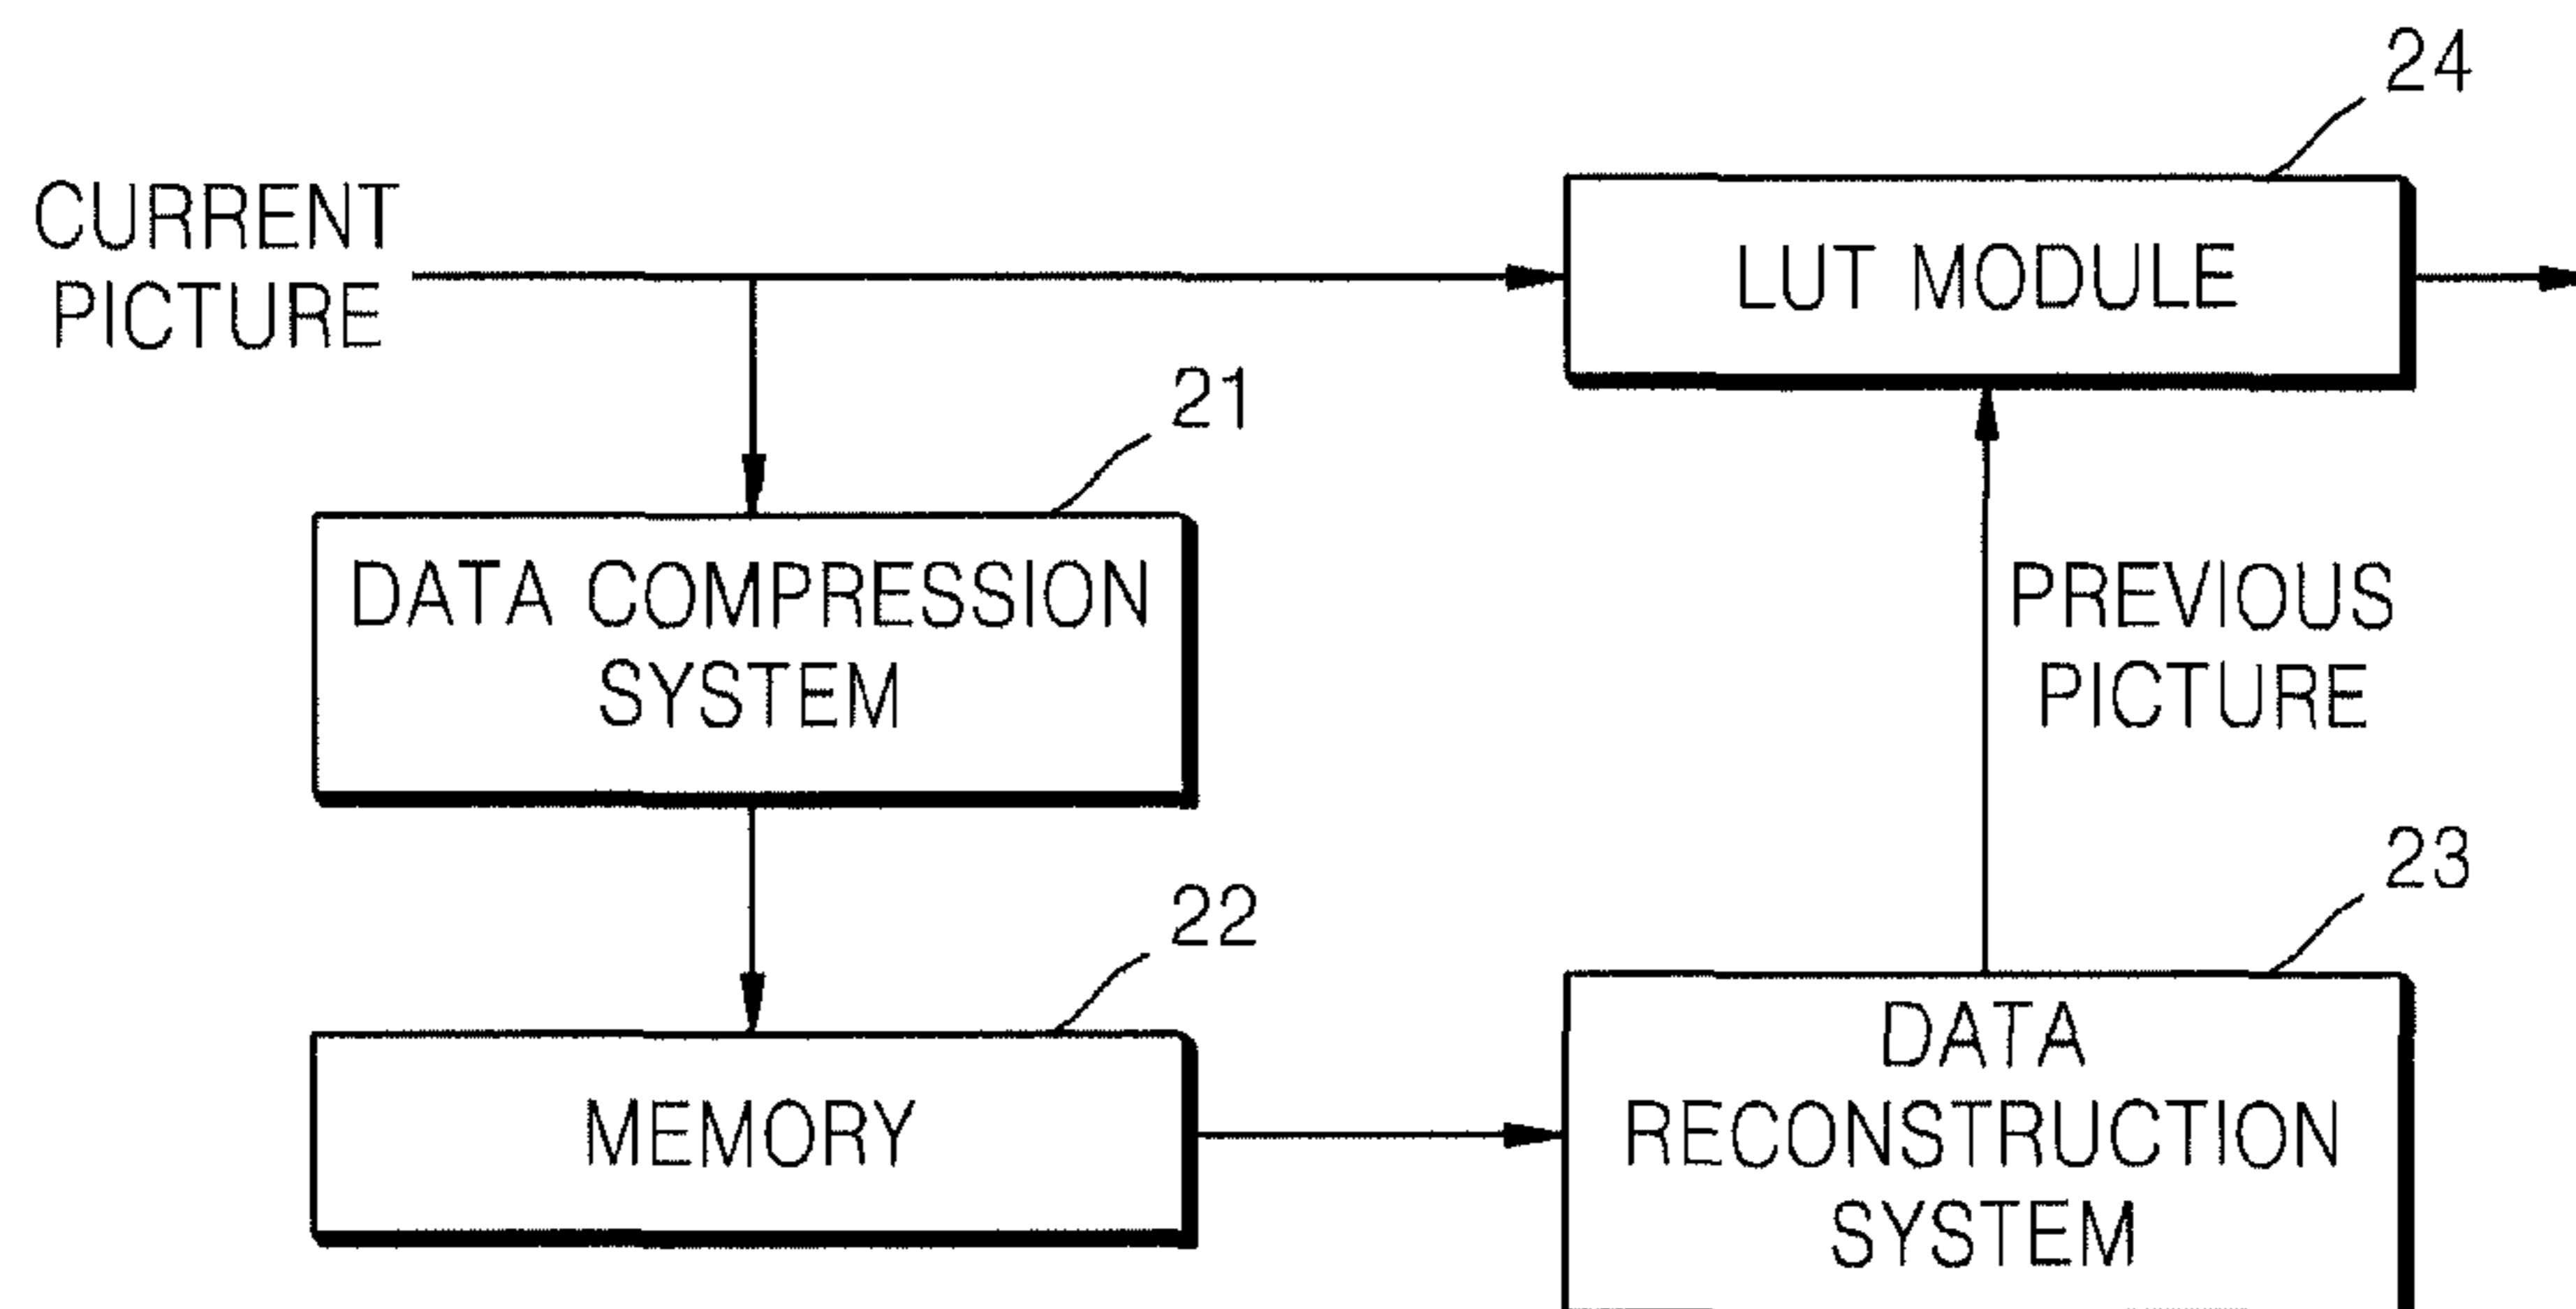 24
CURRENT
PICTURE
LUT MODULE
21
DATA COMPRESSION
SYSTEM
PREVIOUS
PICTURE
22
23
MEMORY
DATA
RECONSTRUCTION
SYSTEM